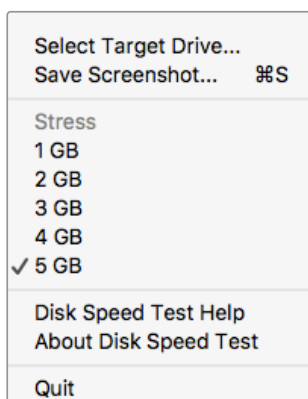 Select Target Drive...
Save Screenshot... ⌘S
Stress
1 GB
2 GB
3 GB
4 GB
✓ 5 GB
Disk Speed Test Help
About Disk Speed Test
Quit